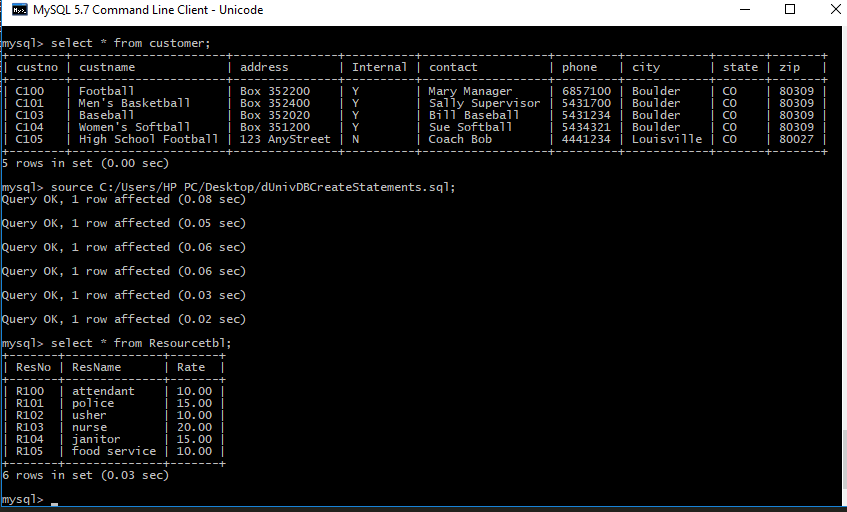 MySQL 5.7 Command Line Client - Unicode
mysql> select * from customer;
+--------+----------------------+---------------+----------+------------------+---------+------------+-------+-------+
| custno | custname             | address       | Internal | contact          | phone   | city       | state | zip   |
+--------+----------------------+---------------+----------+------------------+---------+------------+-------+-------+
| C100   | Football             | Box 352200    | Y        | Mary Manager     | 6857100 | Boulder    | CO    | 80309 |
| C101   | Men's Basketball     | Box 352400    | Y        | Sally Supervisor | 5431700 | Boulder    | CO    | 80309 |
| C103   | Baseball             | Box 352020    | Y        | Bill Baseball    | 5431234 | Boulder    | CO    | 80309 |
| C104   | Women's Softball     | Box 351200    | Y        | Sue Softball     | 5434321 | Boulder    | CO    | 80309 |
| C105   | High School Football | 123 AnyStreet | N        | Coach Bob        | 4441234 | Louisville | CO    | 80027 |
+--------+----------------------+---------------+----------+------------------+---------+------------+-------+-------+
5 rows in set (0.00 sec)
mysql> source C:/Users/HP PC/Desktop/dUnivDBCreateStatements.sql;
Query OK, 1 row affected (0.08 sec)
Query OK, 1 row affected (0.05 sec)
Query OK, 1 row affected (0.06 sec)
Query OK, 1 row affected (0.06 sec)
Query OK, 1 row affected (0.03 sec)
Query OK, 1 row affected (0.02 sec)
mysql> select * from Resourcetbl;
+-------+--------------+-------+
| ResNo | ResName      | Rate  |
+-------+--------------+-------+
| R100  | attendant    | 10.00 |
| R101  | police       | 15.00 |
| R102  | usher        | 10.00 |
| R103  | nurse        | 20.00 |
| R104  | janitor      | 15.00 |
| R105  | food service | 10.00 |
+-------+--------------+-------+
6 rows in set (0.03 sec)
mysql> _